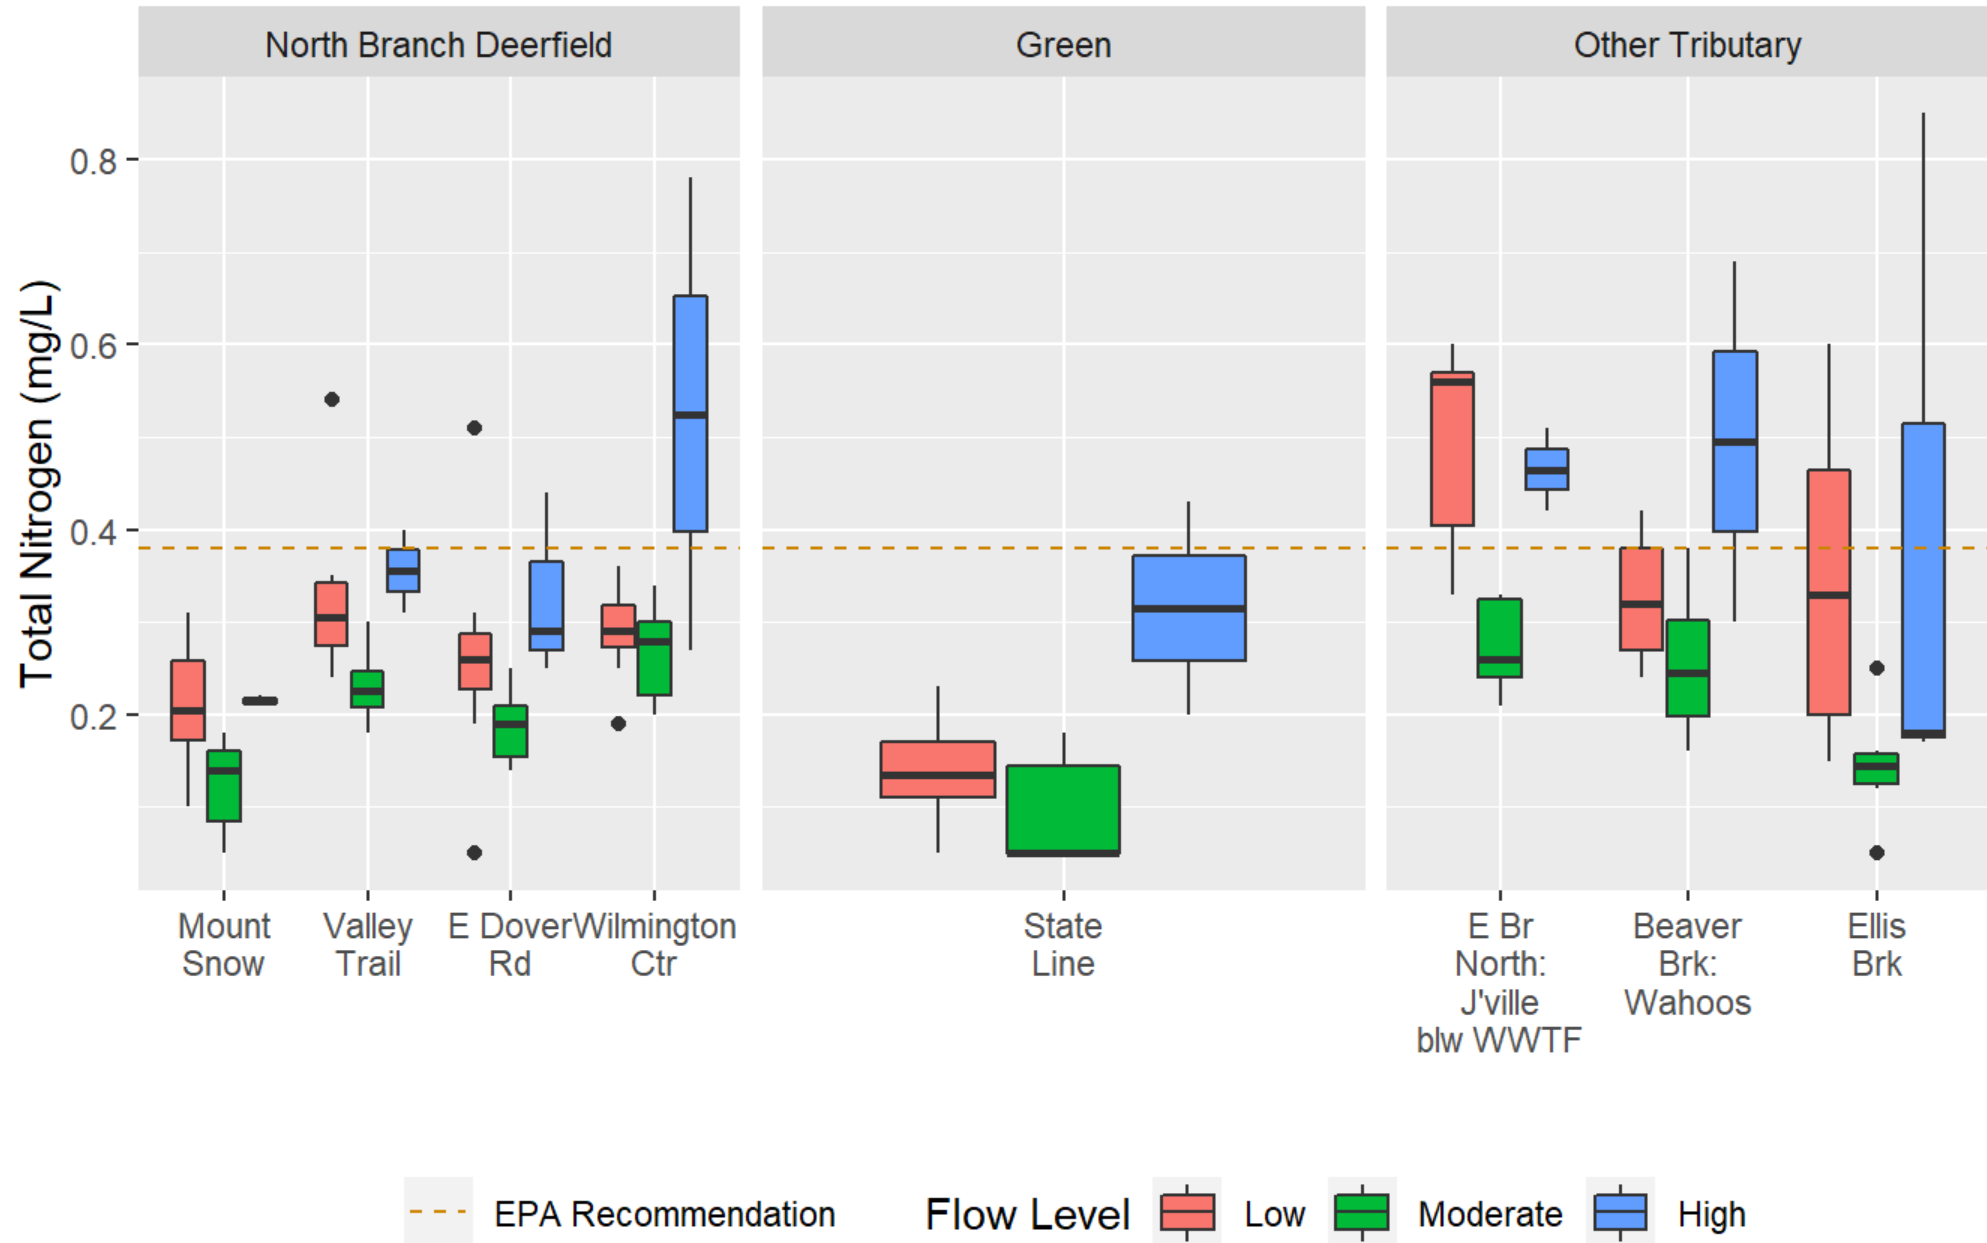 North Branch Deerfield
Green
Other Tributary
Total Nitrogen (mg/L)
0.8
0.6
0.4
0.2
Mount
Snow
Valley
Trail
E Dover
Rd
Wilmington
Ctr
State
Line
E Br
North:
J'ville
blw WWTF
Beaver
Brk:
Wahoos
Ellis
Brk
EPA Recommendation
Flow Level
Low
Moderate
High